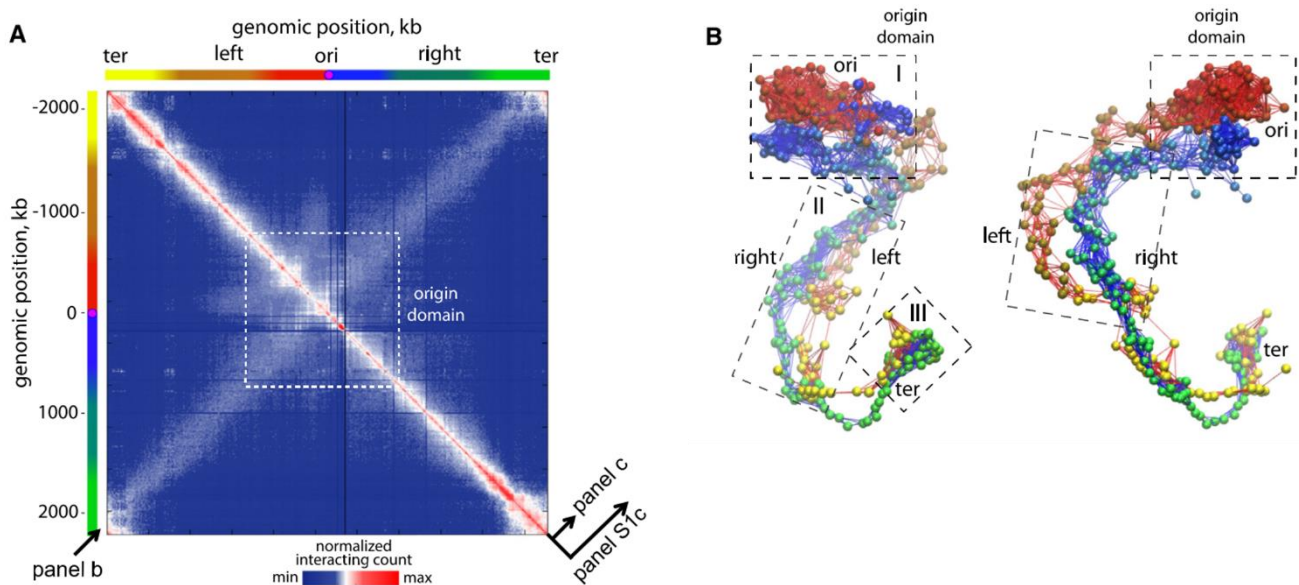 A
genomic position, kb
ter left ori right ter
genomic position, kb
-2000-
-1000-
0-
1000-
2000-
origin
domain
panel b
panel c
panel S1c
normalized
interacting count
min max
B
origin
domain
ori
I
II
right
left
III
ter
origin
domain
ori
left
right
ter